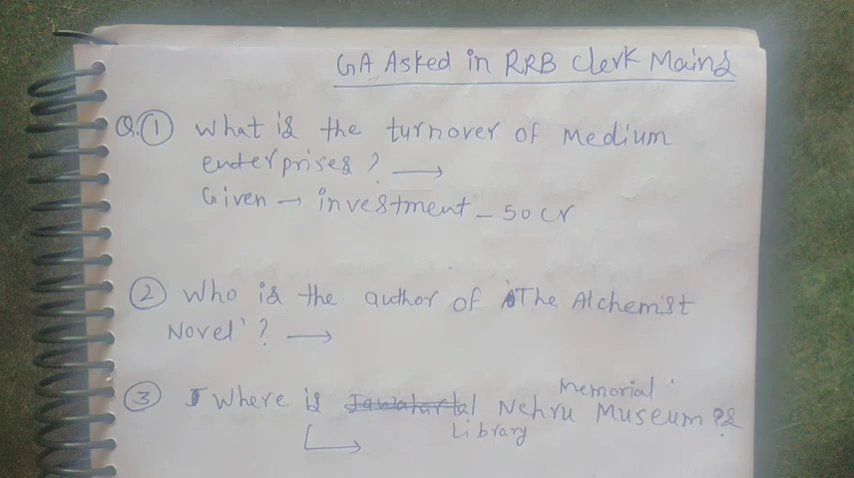 GA Asked in RRB Clerk Mains
Q.① What is the turnover of medium
enterprises? →
Given → investment - 50 cr
② Who is the author of 'The Alchemist
Novel'? →
③ Where is Nehru Memorial Museum &
Library ?